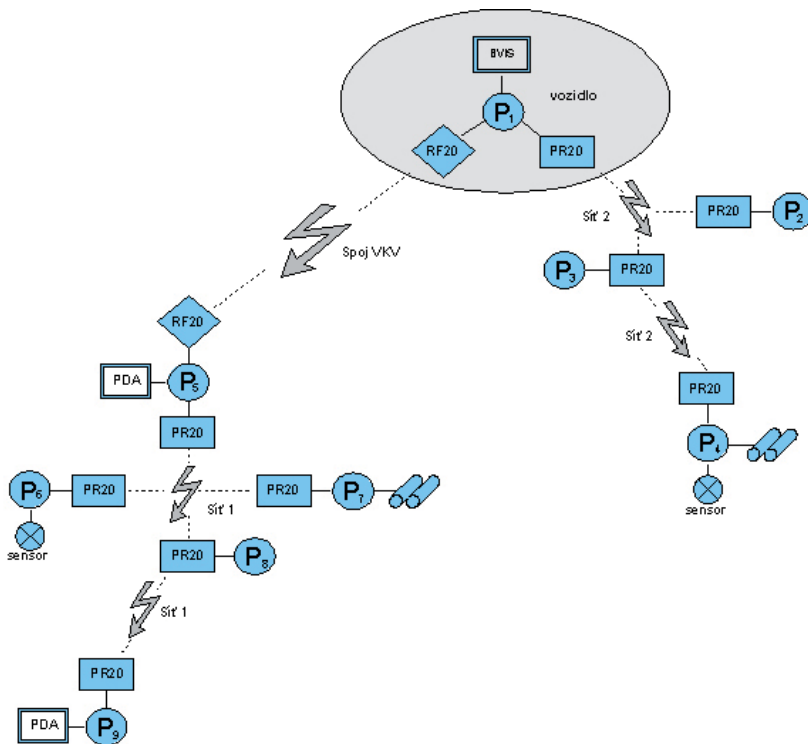 BVIS
vozidlo
P1
RF20
PR20
Síť 2
PR20
P2
Spoj VKV
P3
PR20
RF20
Síť 2
PDA
P5
PR20
PR20
P4
P6
PR20
PR20
P7
sensor
Síť 1
sensor
PR20
P8
Síť 1
PR20
PDA
P9